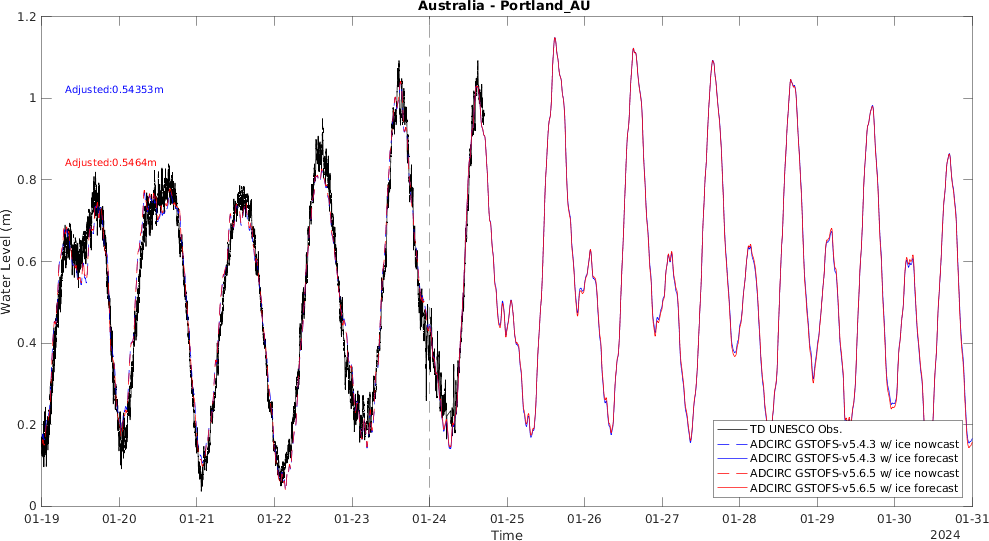 Australia - Portland_AU
1.2
1
0.8
0.6
0.4
0.2
0
Water Level (m)
Adjusted:0.54353m
Adjusted:0.5464m
TD UNESCO Obs.
ADCIRC GSTOFS-v5.4.3 w/ ice nowcast
ADCIRC GSTOFS-v5.4.3 w/ ice forecast
ADCIRC GSTOFS-v5.6.5 w/ ice nowcast
ADCIRC GSTOFS-v5.6.5 w/ ice forecast
01-19 01-20 01-21 01-22 01-23 01-24 01-25 01-26 01-27 01-28 01-29 01-30 01-31
Time
2024